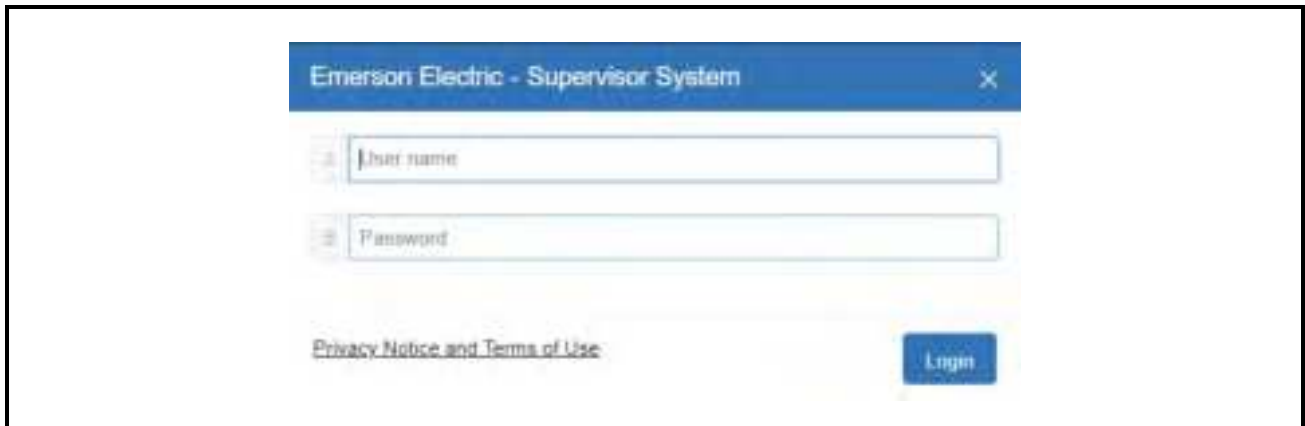 Emerson Electric - Supervisor System
User name
Password
Privacy Notice and Terms of Use
Login